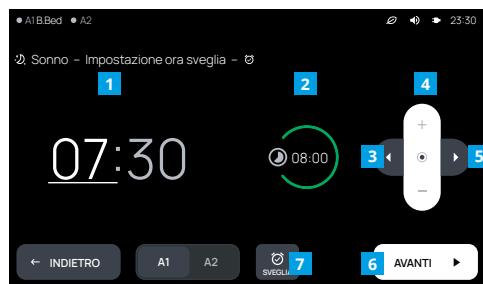 A1 B.Bed A2 23:30
Sonno – Impostazione ora sveglia –
1 2 4
07:30 08:00 3 5
+
−
← INDIETRO A1 A2 SVEGLIA 7 6 AVANTI